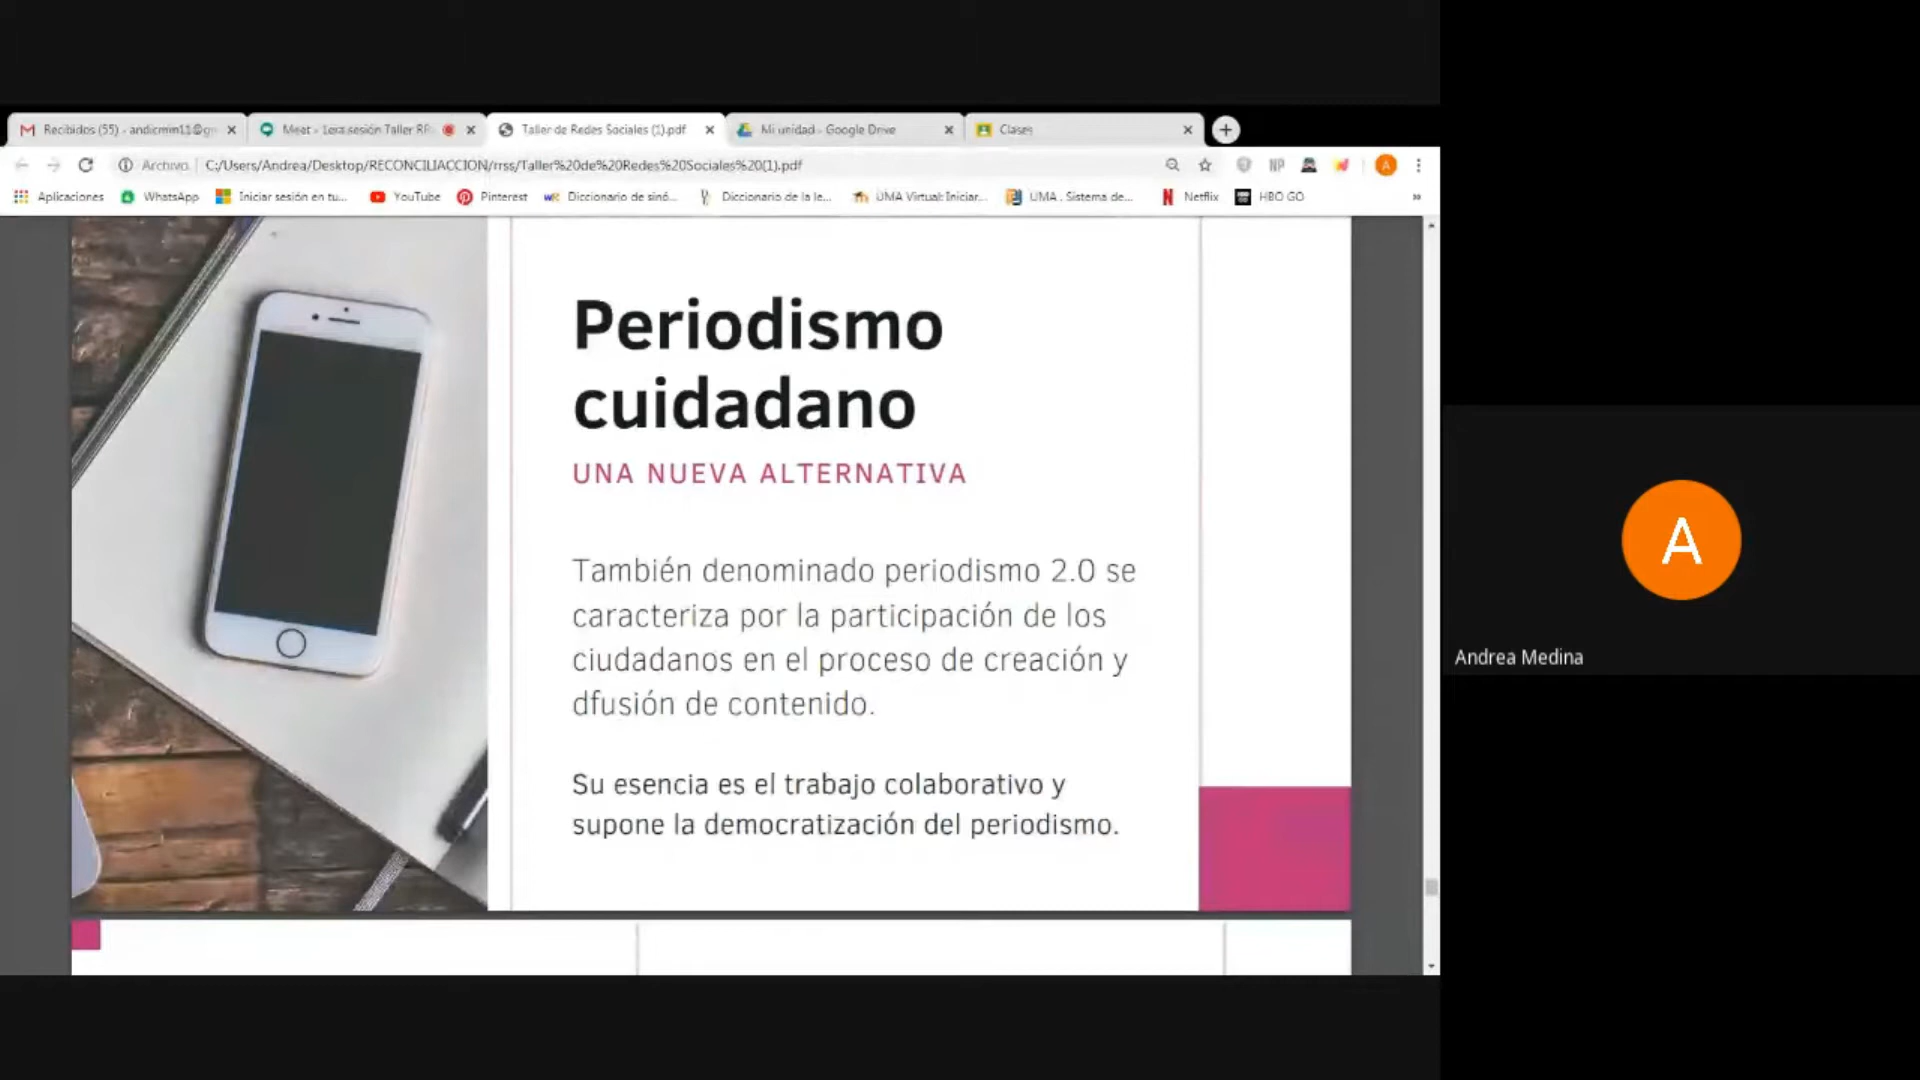 Recibidos (55) - andicmm11@g
Meet - 1era sesión Taller RR
Taller de Redes Sociales (1).pdf
Mi unidad - Google Drive
Clases
Archivo
C:/Users/Andrea/Desktop/RECONCILIACCION/rrss/Taller%20de%20Redes%20Sociales%20(1).pdf
A
Aplicaciones
WhatsApp
Iniciar sesión en tu...
YouTube
Pinterest
Diccionario de sinó...
Diccionario de la le...
UMA Virtual: Iniciar...
UMA . Sistema de...
Netflix
HBO GO
»
Periodismo
cuidadano
UNA NUEVA ALTERNATIVA
También denominado periodismo 2.0 se
caracteriza por la participación de los
ciudadanos en el proceso de creación y
dfusión de contenido.
Su esencia es el trabajo colaborativo y
supone la democratización del periodismo.
A
Andrea Medina